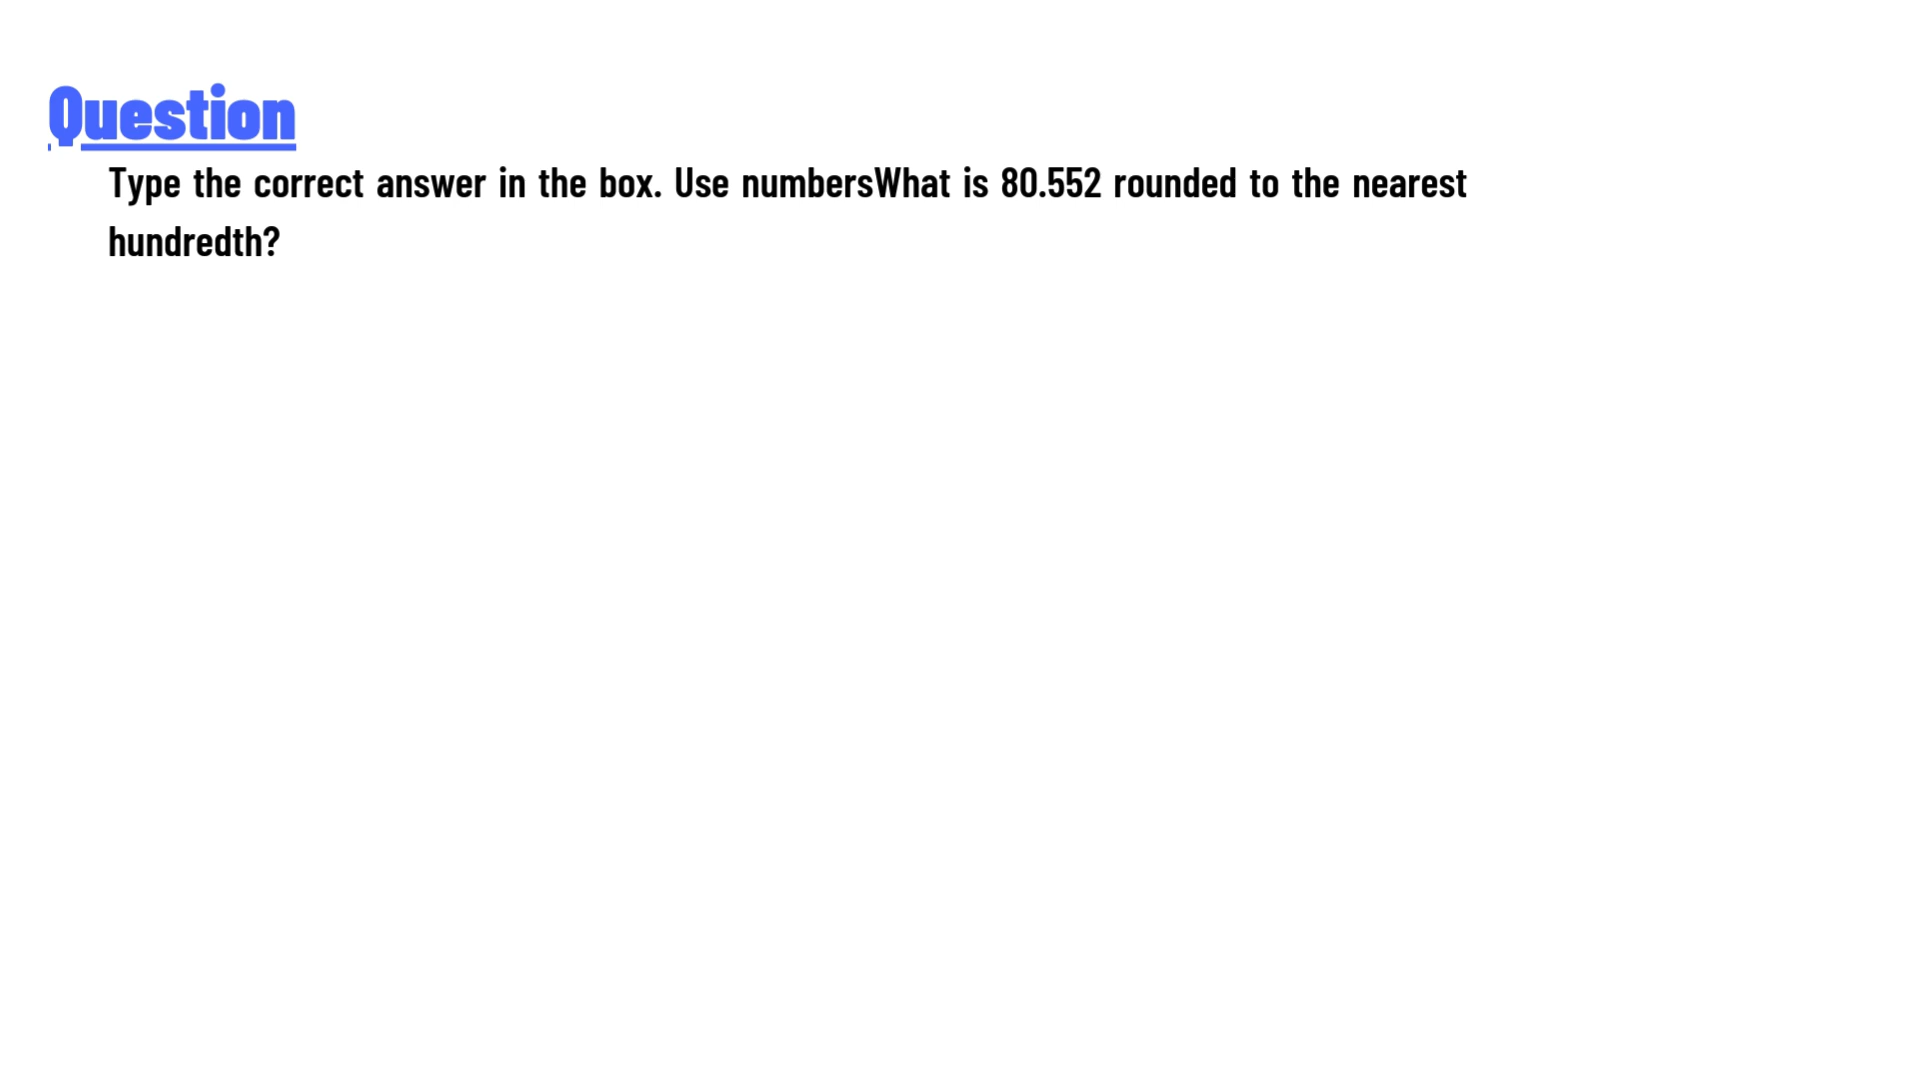 Question
Type the correct answer in the box. Use numbersWhat is 80.552 rounded to the nearest
hundredth?